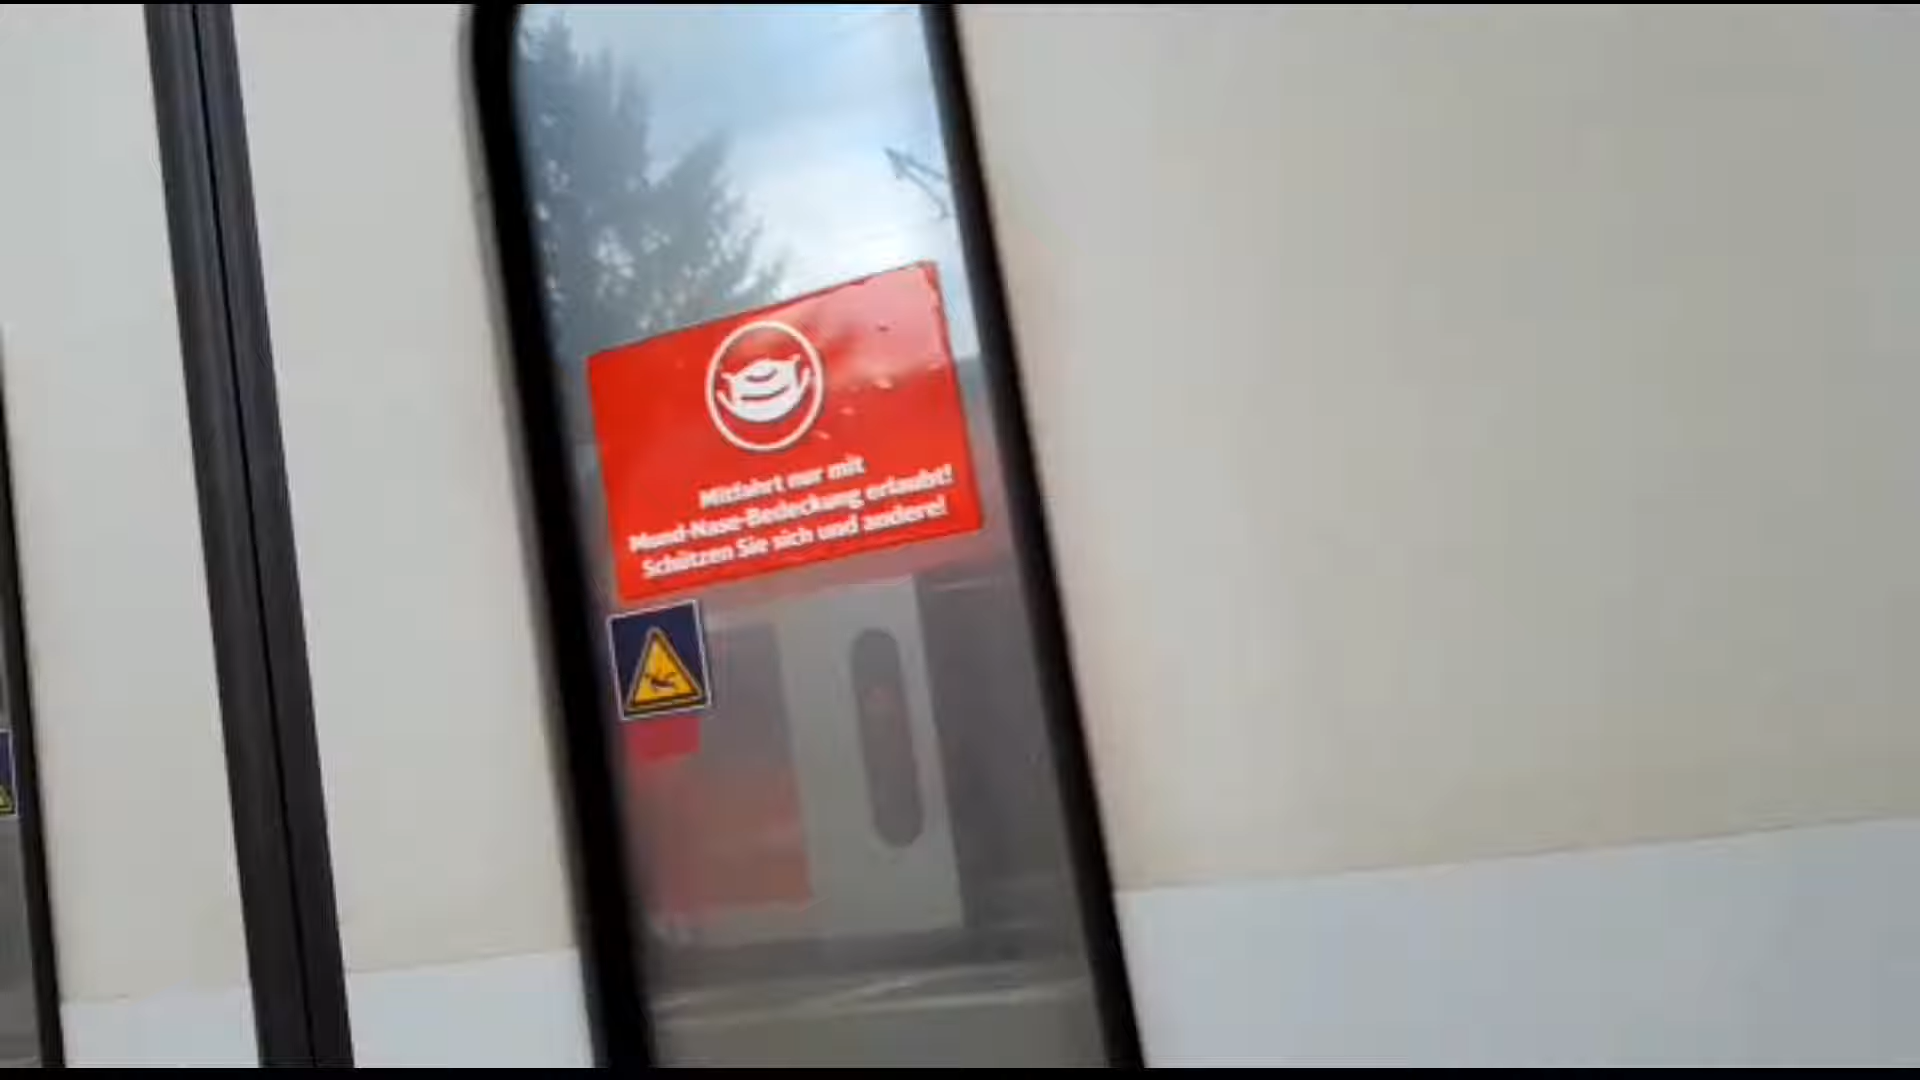 Mitfahrt nur mit
Mund-Nase-Bedeckung erlaubt!
Schützen Sie sich und andere!